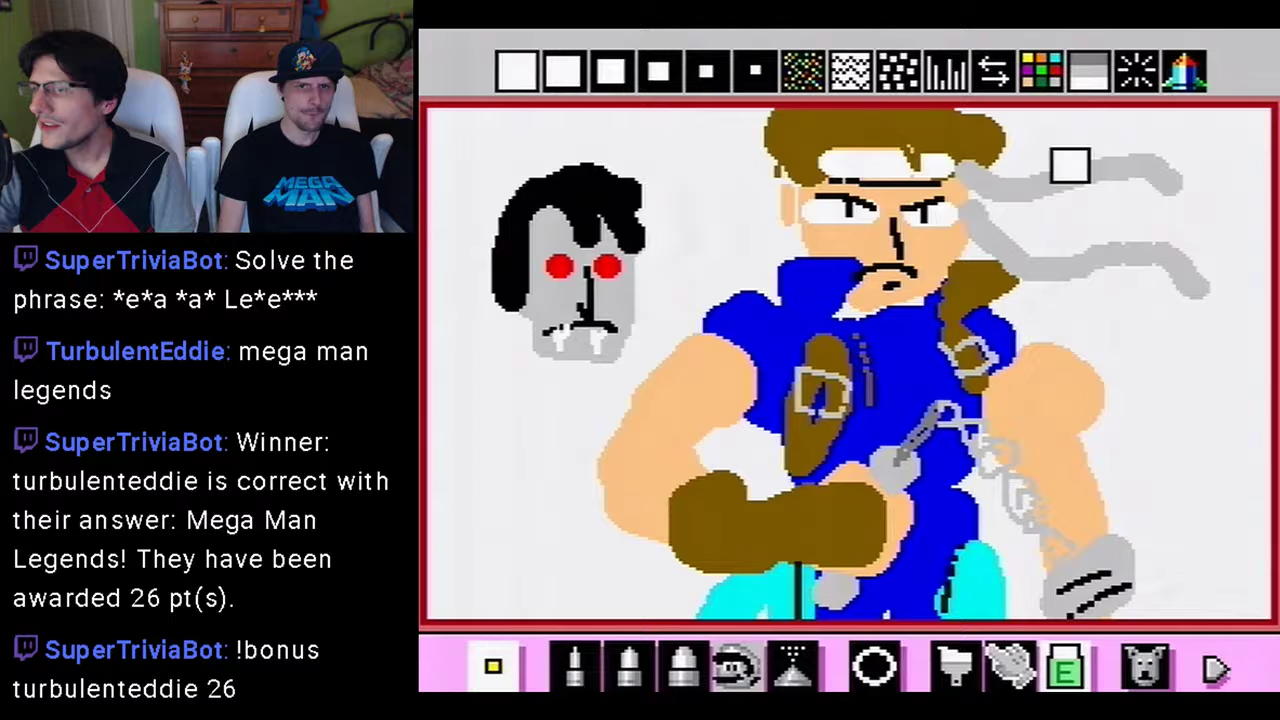 MEGA
MAN
SuperTriviaBot: Solve the
phrase: *e*a *a* Le*e***
TurbulentEddie: mega man
legends
SuperTriviaBot: Winner:
turbulenteddie is correct with
their answer: Mega Man
Legends! They have been
awarded 26 pt(s).
SuperTriviaBot: !bonus
turbulenteddie 26
E